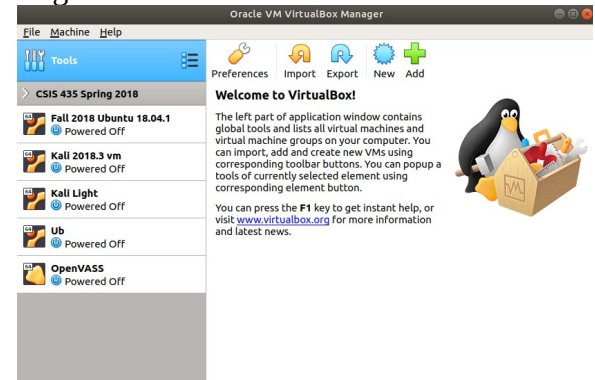 Oracle VM VirtualBox Manager
File Machine Help
Tools
Preferences Import Export New Add
CSIS 435 Spring 2018
Fall 2018 Ubuntu 18.04.1
Powered Off
Kali 2018.3 vm
Powered Off
Kali Light
Powered Off
Ub
Powered Off
OpenVASS
Powered Off
Welcome to VirtualBox!
The left part of application window contains
global tools and lists all virtual machines and
virtual machine groups on your computer. You
can import, add and create new VMs using
corresponding toolbar buttons. You can popup a
tools of currently selected element using
corresponding element button.
You can press the F1 key to get instant help, or
visit www.virtualbox.org for more information
and latest news.